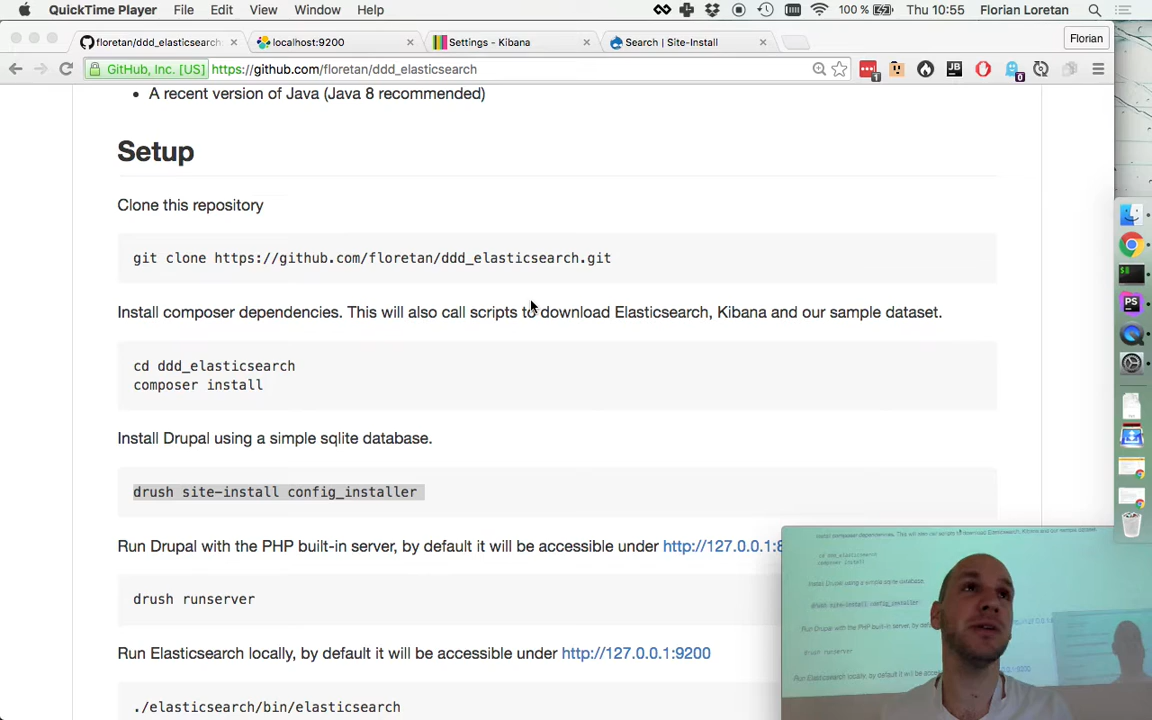 QuickTime Player File Edit View Window Help 100 % Thu 10:55 Florian Loretan
floretan/ddd_elasticsearch × localhost:9200 × Settings - Kibana × Search | Site-Install × Florian
GitHub, Inc. [US] https://github.com/floretan/ddd_elasticsearch
A recent version of Java (Java 8 recommended)
Setup
Clone this repository
git clone https://github.com/floretan/ddd_elasticsearch.git
Install composer dependencies. This will also call scripts to download Elasticsearch, Kibana and our sample dataset.
cd ddd_elasticsearch
composer install
Install Drupal using a simple sqlite database.
drush site-install config_installer
Run Drupal with the PHP built-in server, by default it will be accessible under http://127.0.0.1:8
drush runserver
Run Elasticsearch locally, by default it will be accessible under http://127.0.0.1:9200
./elasticsearch/bin/elasticsearch